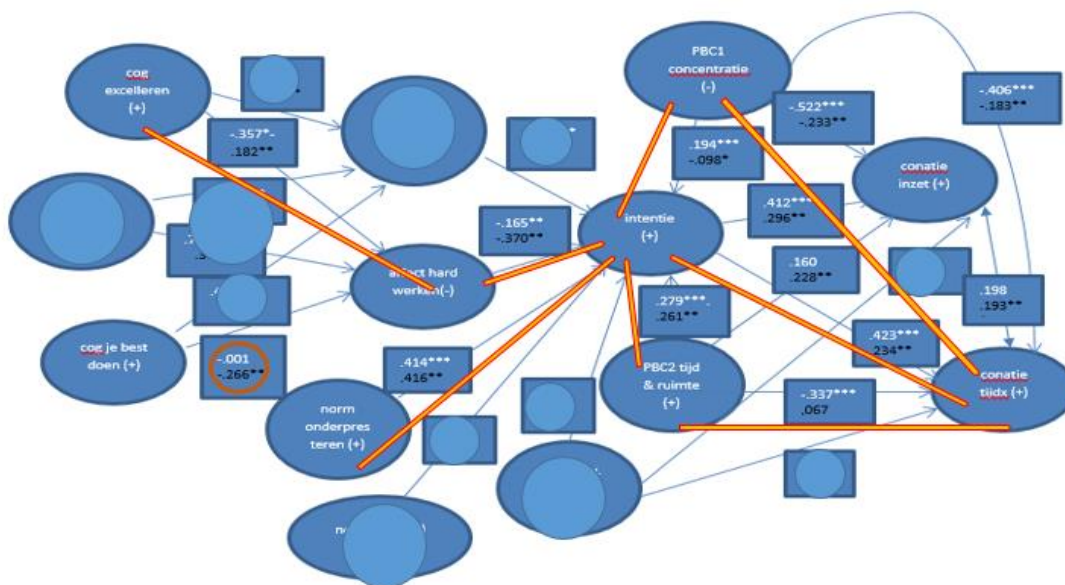 PBC1
concentratie
(-)
cog
excelleren
(+)
-.406***
-.183**
-.522***
-.233**
-.357*-
.182**
.194***
-.098*
conatie
inzet (+)
intentie
(+)
.412***
.296**
-.165**
-.370**
affect hard
werken(-)
.160
.228**
.198
.193**
.279***-
.261**
cog je best
doen (+)
-.001
-.266**
.414***
.416**
PBC2 tijd
& ruimte
(+)
.423***
.234**
conatie
tijdx (+)
norm
onderpres
teren (+)
-.337***
.067